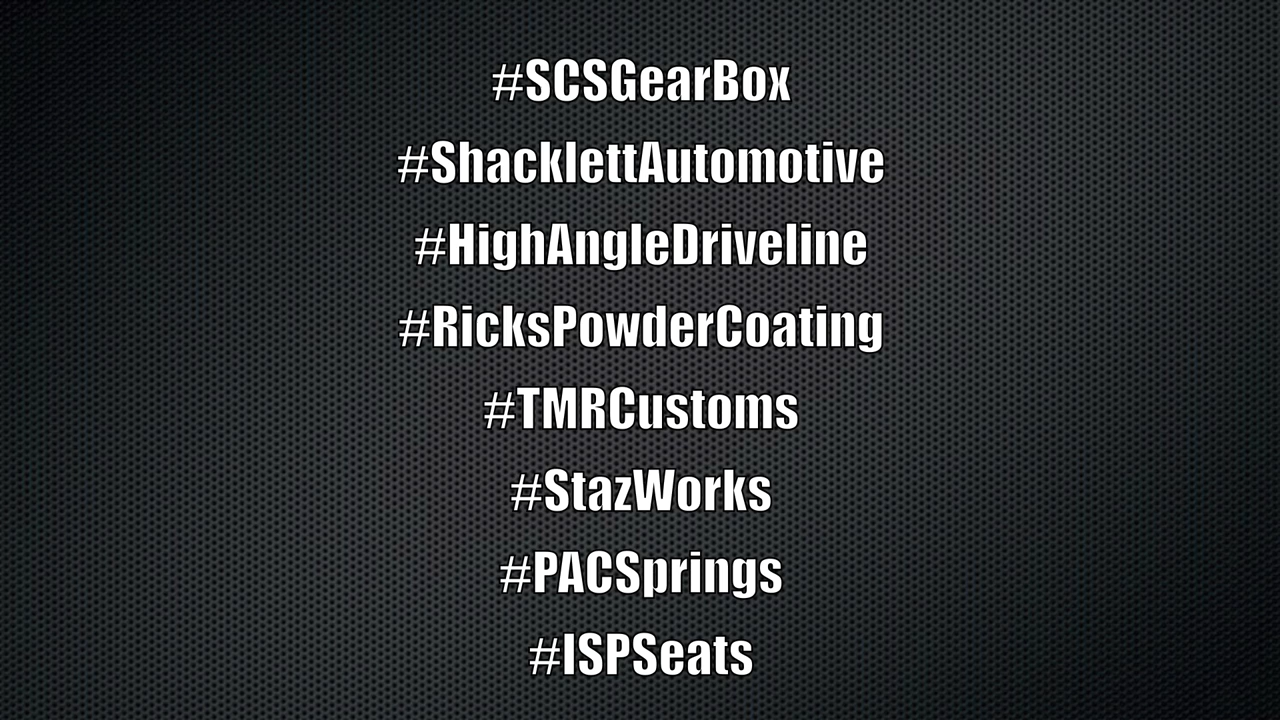 #SCSGearBox
#ShacklettAutomotive
#HighAngleDriveline
#RicksPowderCoating
#TMRCustoms
#StazWorks
#PACSprings
#ISPSeats